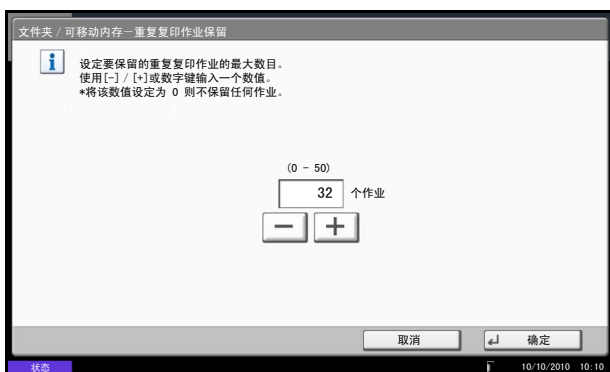 文件夹 / 可移动内存－重复复印作业保留
设定要保留的重复复印作业的最大数目。
使用[-] / [+]或数字键输入一个数值。
*将该数值设定为 0 则不保留任何作业。
(0 - 50)
32 个作业
取消 确定
状态 10/10/2010 10:10